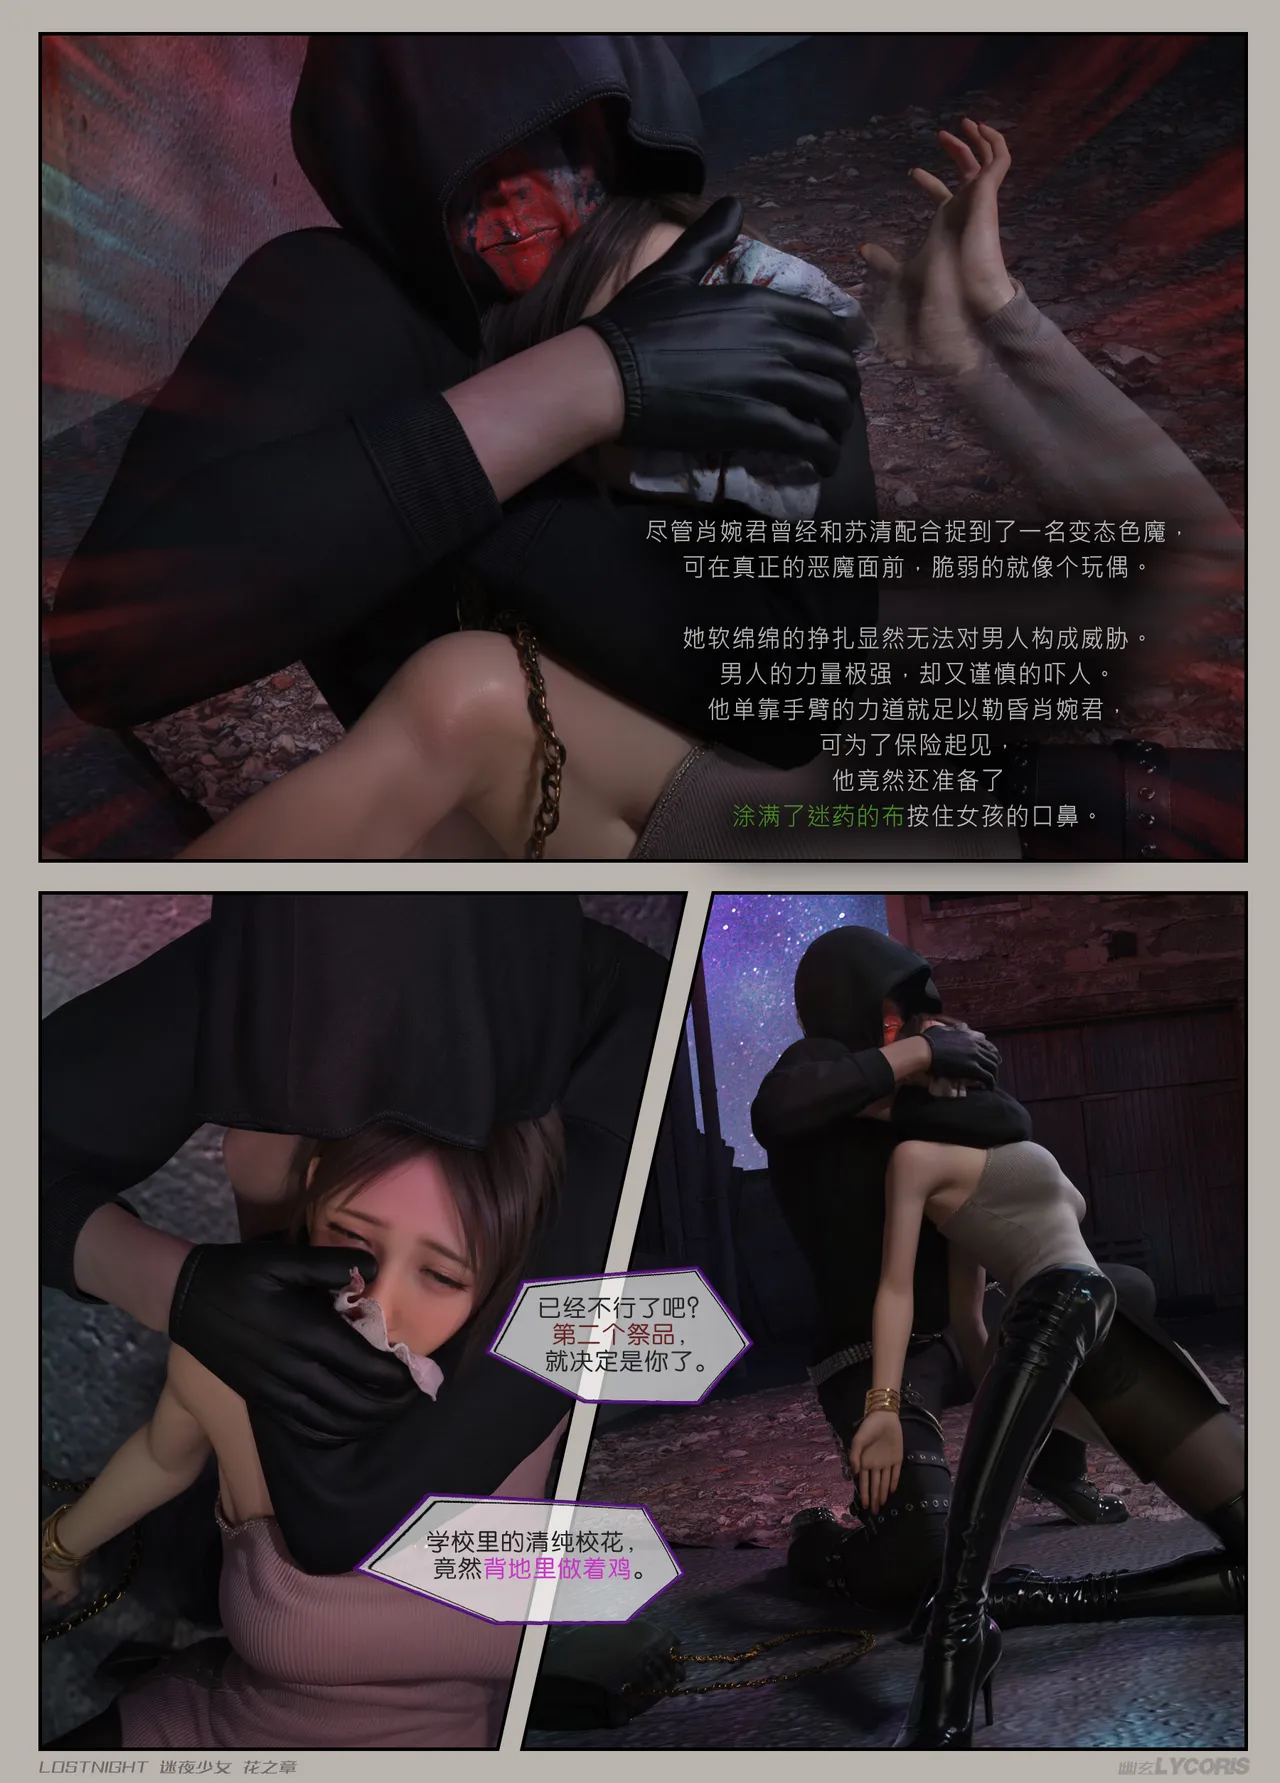 尽管肖婉君曾经和苏清配合捉到了一名变态色魔，
可在真正的恶魔面前，脆弱的就像个玩偶。
她软绵绵的挣扎显然无法对男人构成威胁。
男人的力量极强，却又谨慎的吓人。
他单靠手臂的力道就足以勒昏肖婉君，
可为了保险起见，
他竟然还准备了
涂满了迷药的布按住女孩的口鼻。
已经不行了吧？
第二个祭品，
就决定是你了。
学校里的清纯校花，
竟然背地里做着鸡。
LOSTNIGHT 迷夜少女 花之章
幽玄LYCORIS